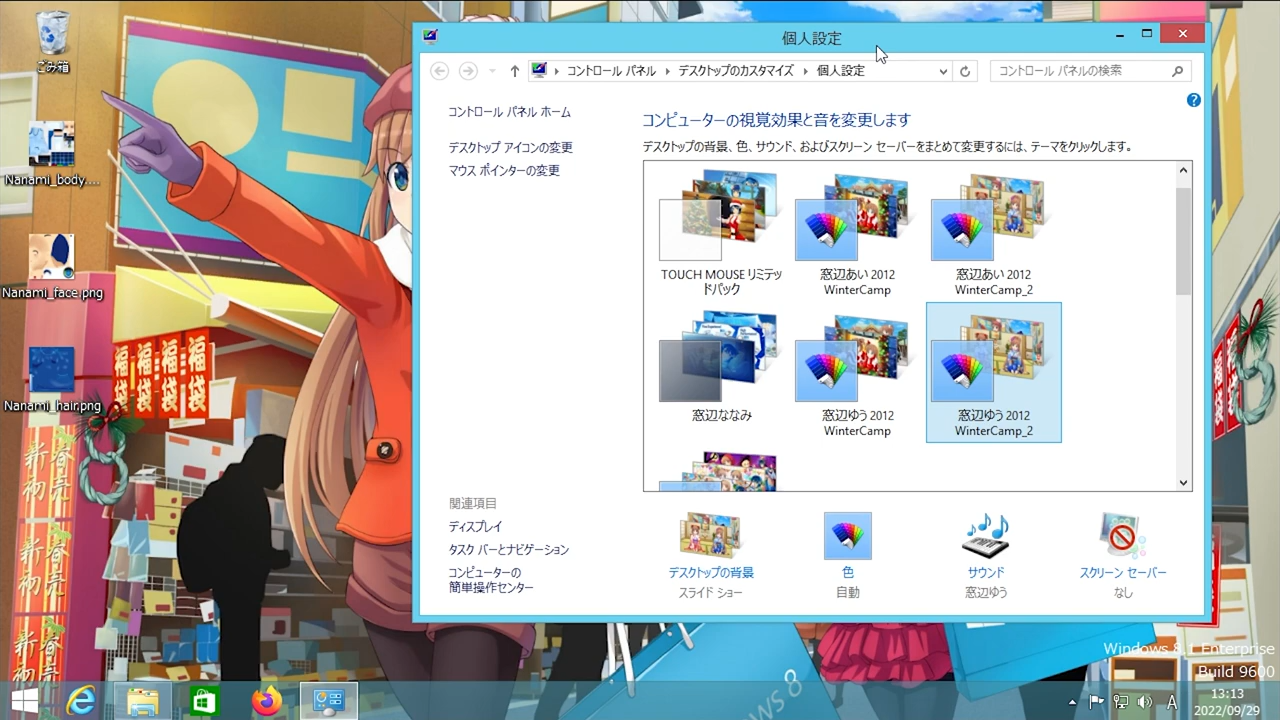 ごみ箱
Nanami_body....
Nanami_face.png
Nanami_hair.png
福袋
福袋
福袋
福袋
新春
初売
新春
初売
新春
個人設定
コントロール パネル
デスクトップのカスタマイズ
個人設定
コントロール パネルの検索
コントロール パネル ホーム
デスクトップ アイコンの変更
マウス ポインターの変更
コンピューターの視覚効果と音を変更します
デスクトップの背景、色、サウンド、およびスクリーン セーバーをまとめて変更するには、テーマをクリックします。
TOUCH MOUSE リミテッ
ドパック
窓辺あい 2012
WinterCamp
窓辺あい 2012
WinterCamp_2
窓辺ななみ
窓辺ゆう 2012
WinterCamp
窓辺ゆう 2012
WinterCamp_2
関連項目
ディスプレイ
タスク バーとナビゲーション
コンピューターの
簡単操作センター
デスクトップの背景
スライド ショー
色
自動
サウンド
窓辺ゆう
スクリーン セーバー
なし
Windows 8.1 Enterprise
Build 9600
A
13:13
2022/09/29